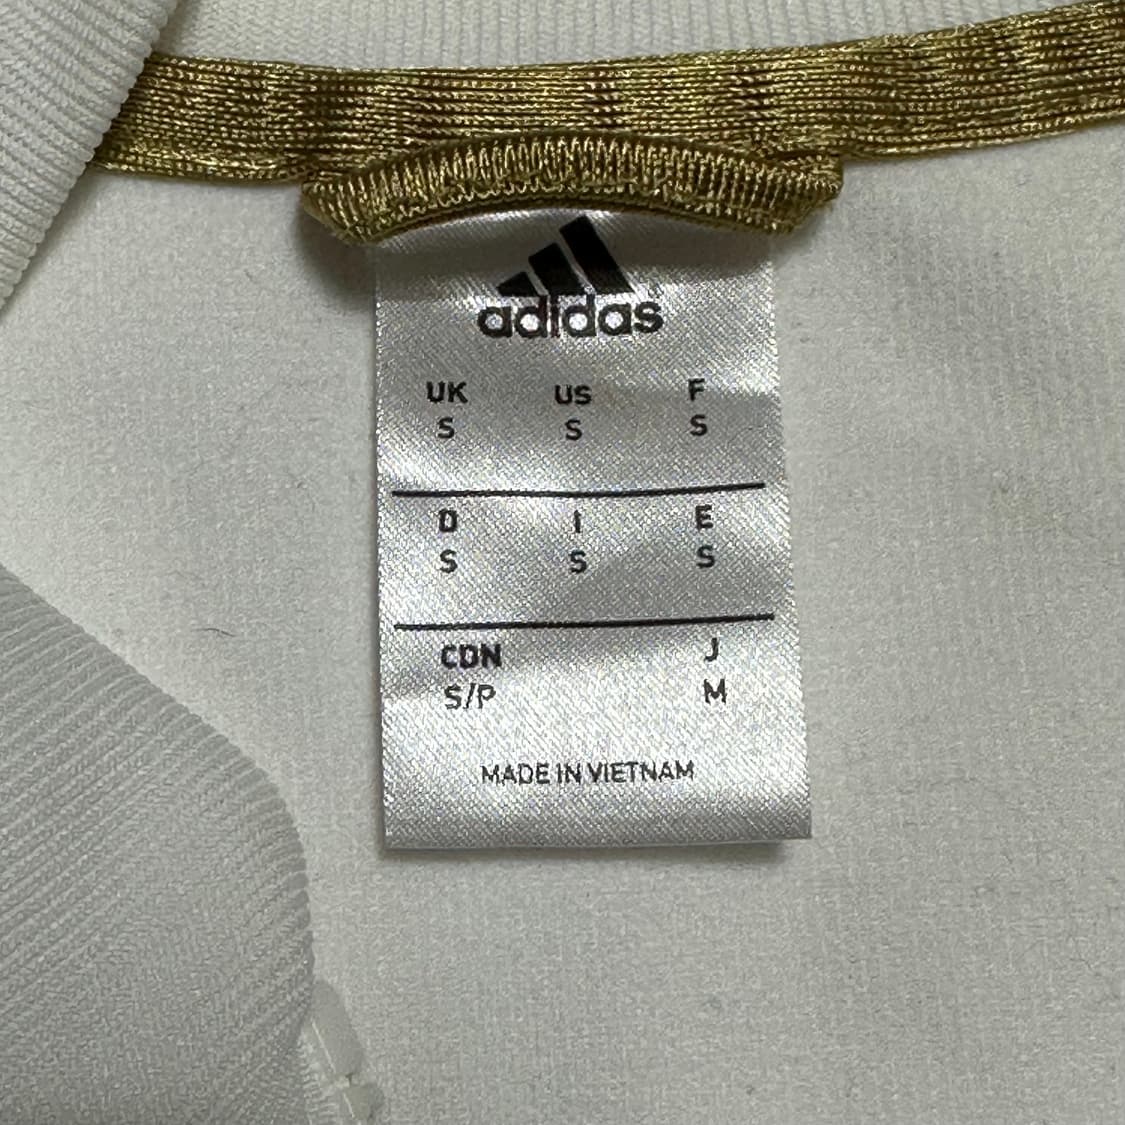 adidas
UK US F
S S S
D I E
S S S
CDN J
S/P M
MADE IN VIETNAM